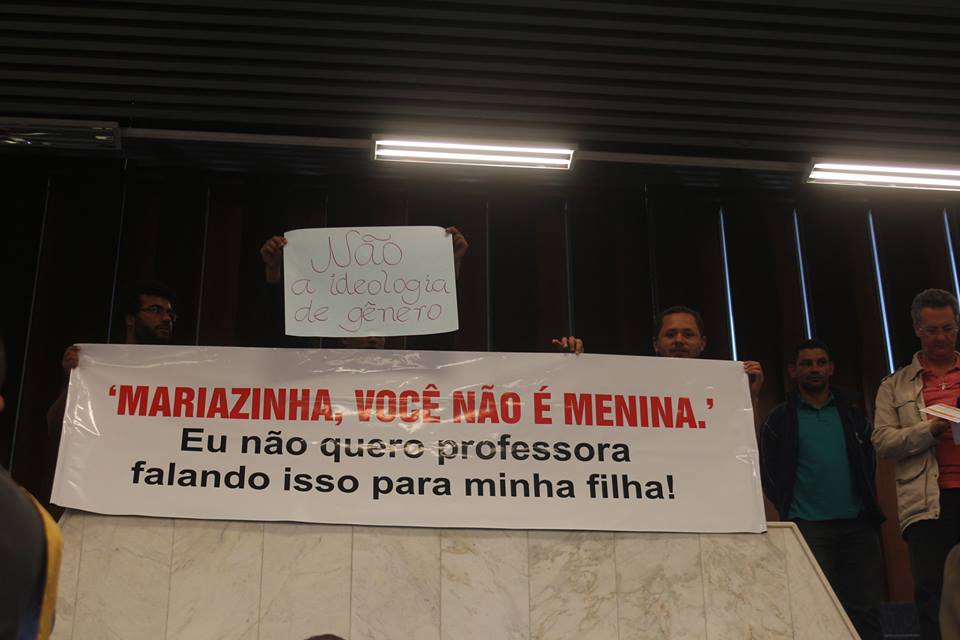 Não
a ideologia
de gênero
'MARIAZINHA, VOCÊ NÃO É MENINA.'
Eu não quero professora
falando isso para minha filha!